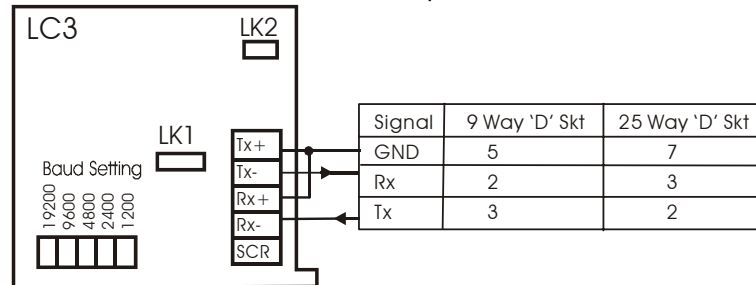 LC3
LK2
LK1
Baud Setting
19200
9600
4800
2400
1200
Tx+
Tx-
Rx+
Rx-
SCR
Signal 9 Way 'D' Skt 25 Way 'D' Skt
GND 5 7
Rx 2 3
Tx 3 2